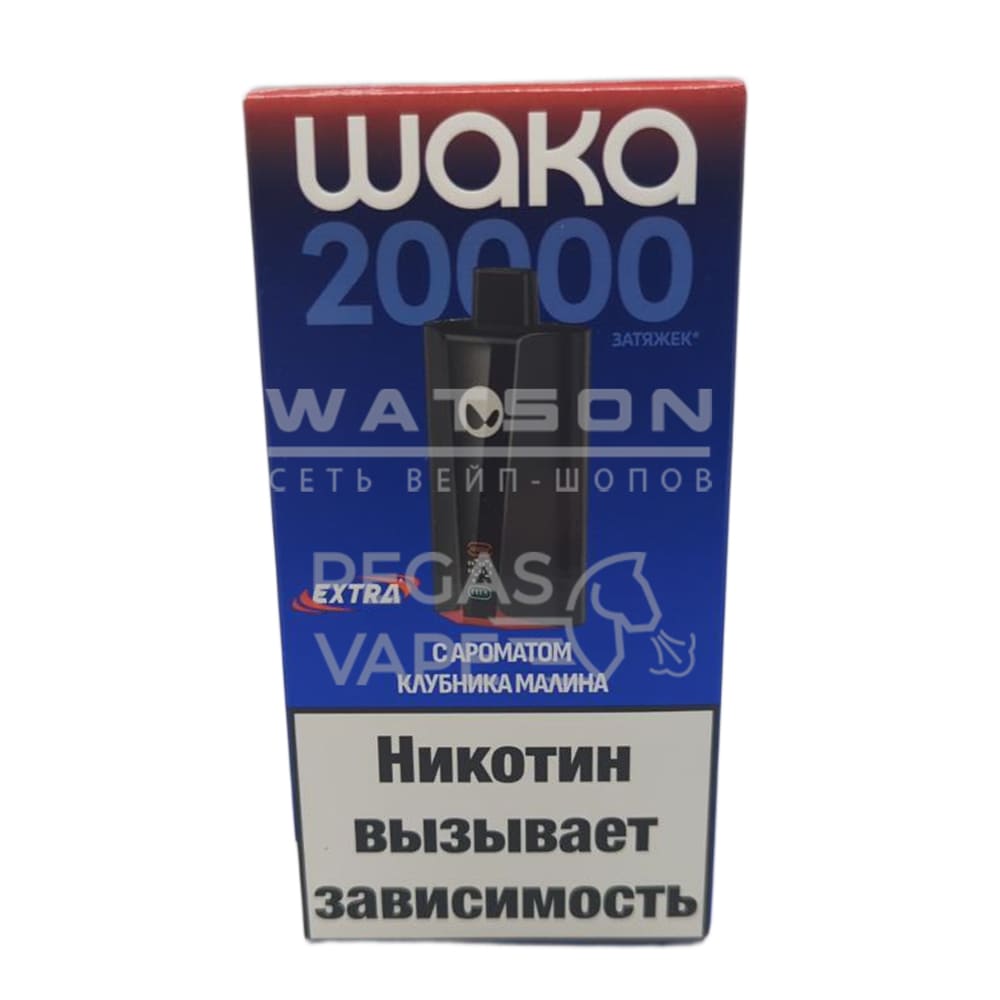 waka
20000
ЗАТЯЖЕК*
WATSON
СЕТЬ ВЕЙП-ШОПОВ
PEGAS
EXTRA
VAPE
С АРОМАТОМ
КЛУБНИКА МАЛИНА
Никотин
вызывает
зависимость